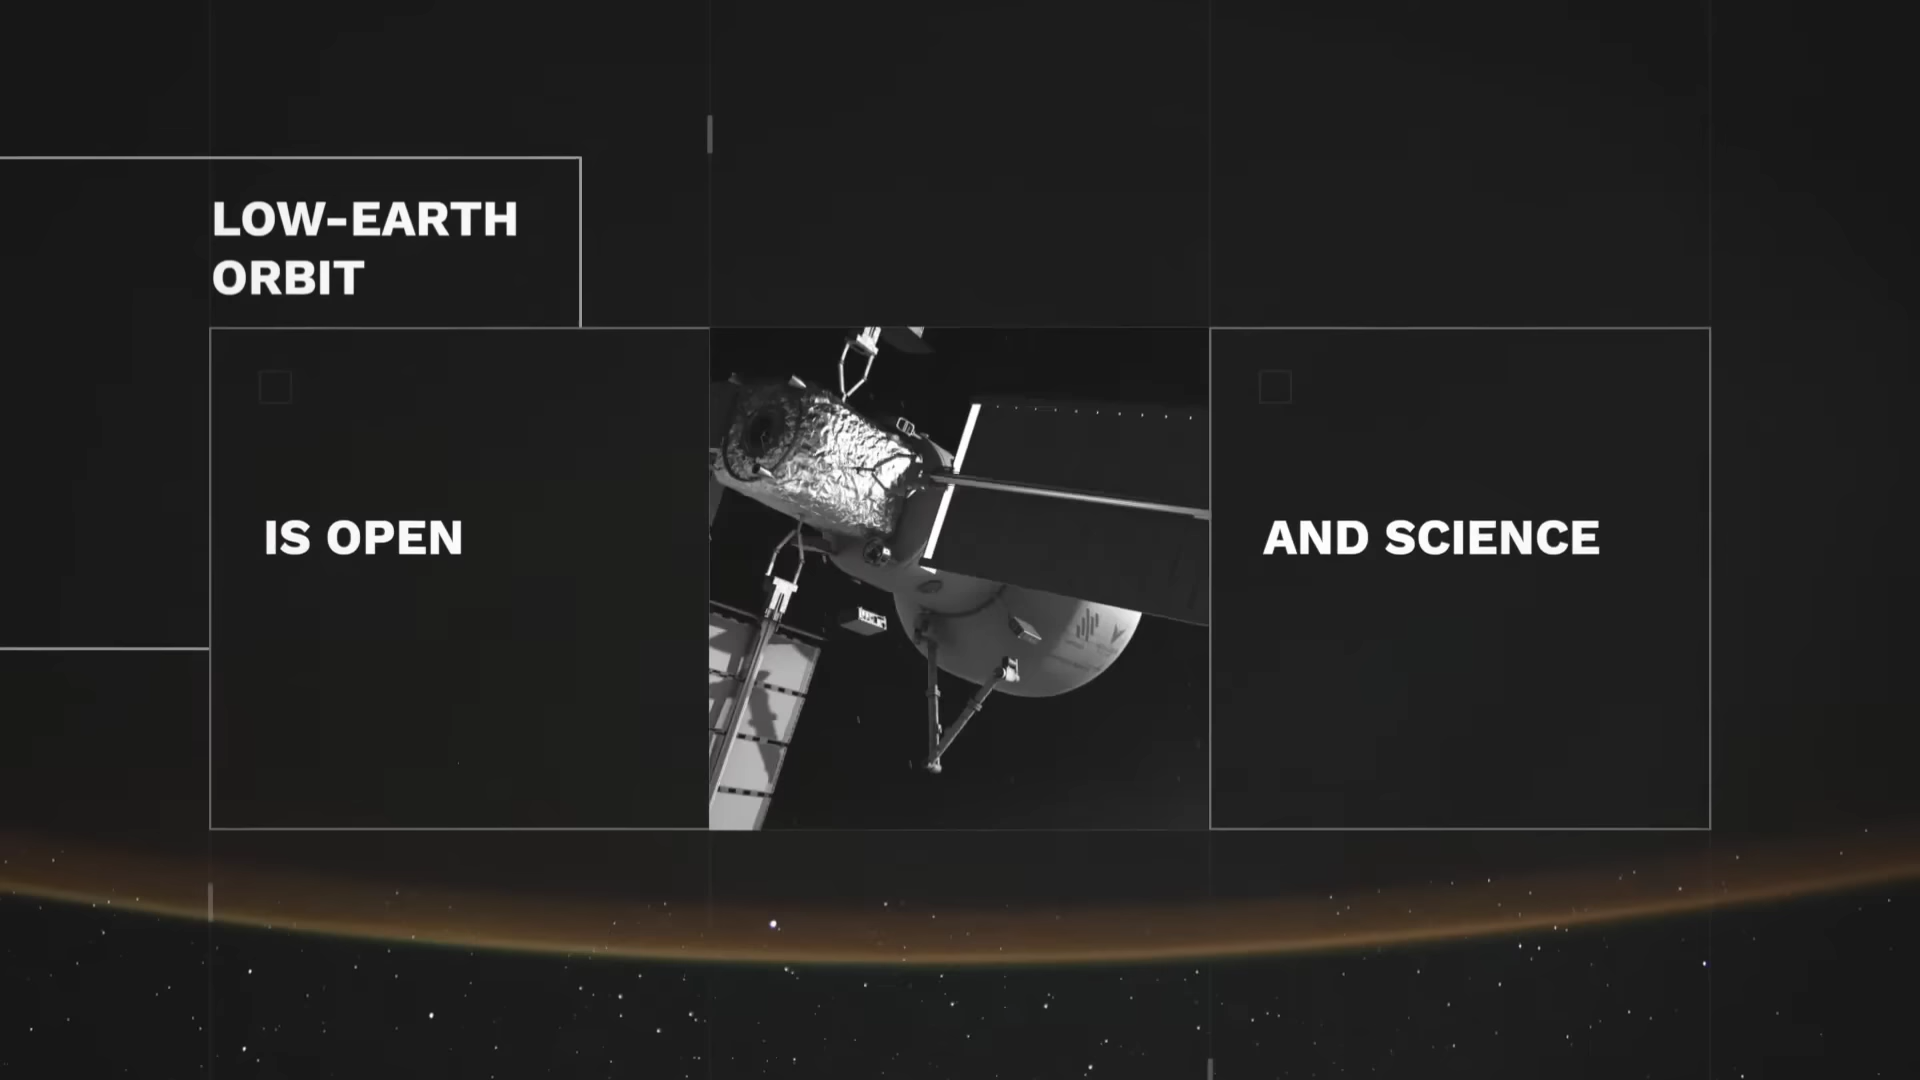 LOW-EARTH
ORBIT
IS OPEN
AND SCIENCE